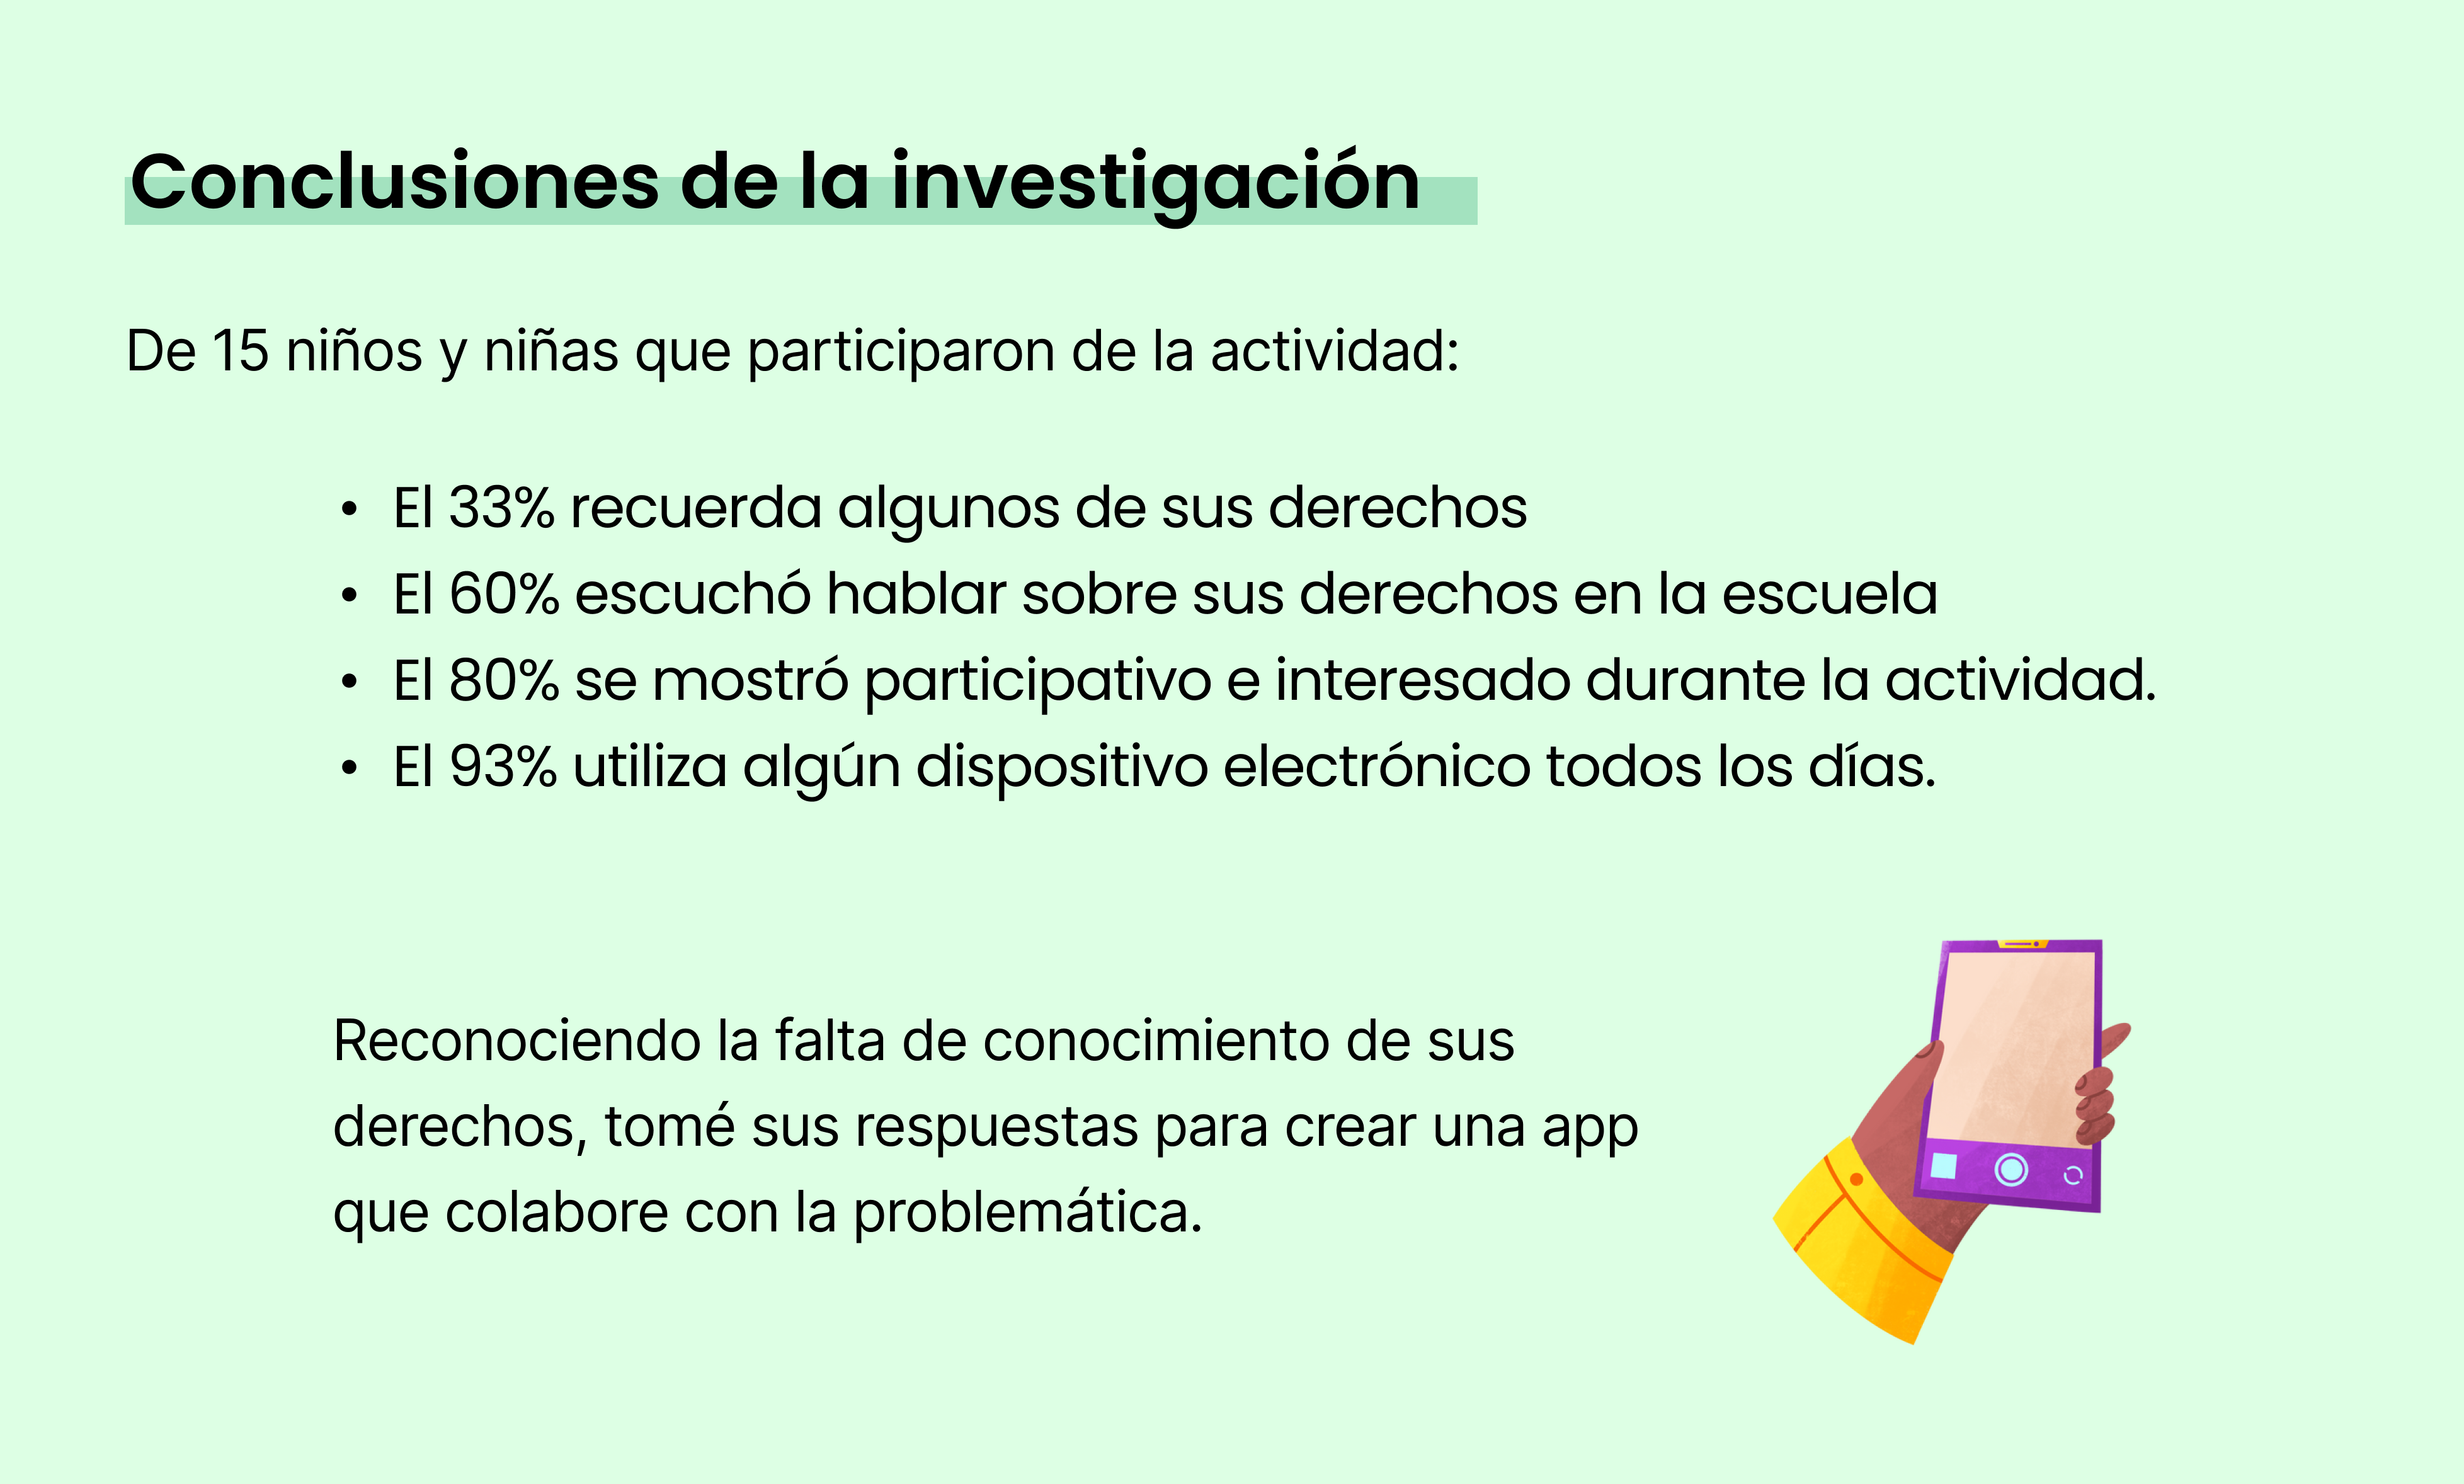 Conclusiones de la investigación
De 15 niños y niñas que participaron de la actividad:
• El 33% recuerda algunos de sus derechos
• El 60% escuchó hablar sobre sus derechos en la escuela
• El 80% se mostró participativo e interesado durante la actividad.
• El 93% utiliza algún dispositivo electrónico todos los días.
Reconociendo la falta de conocimiento de sus
derechos, tomé sus respuestas para crear una app
que colabore con la problemática.